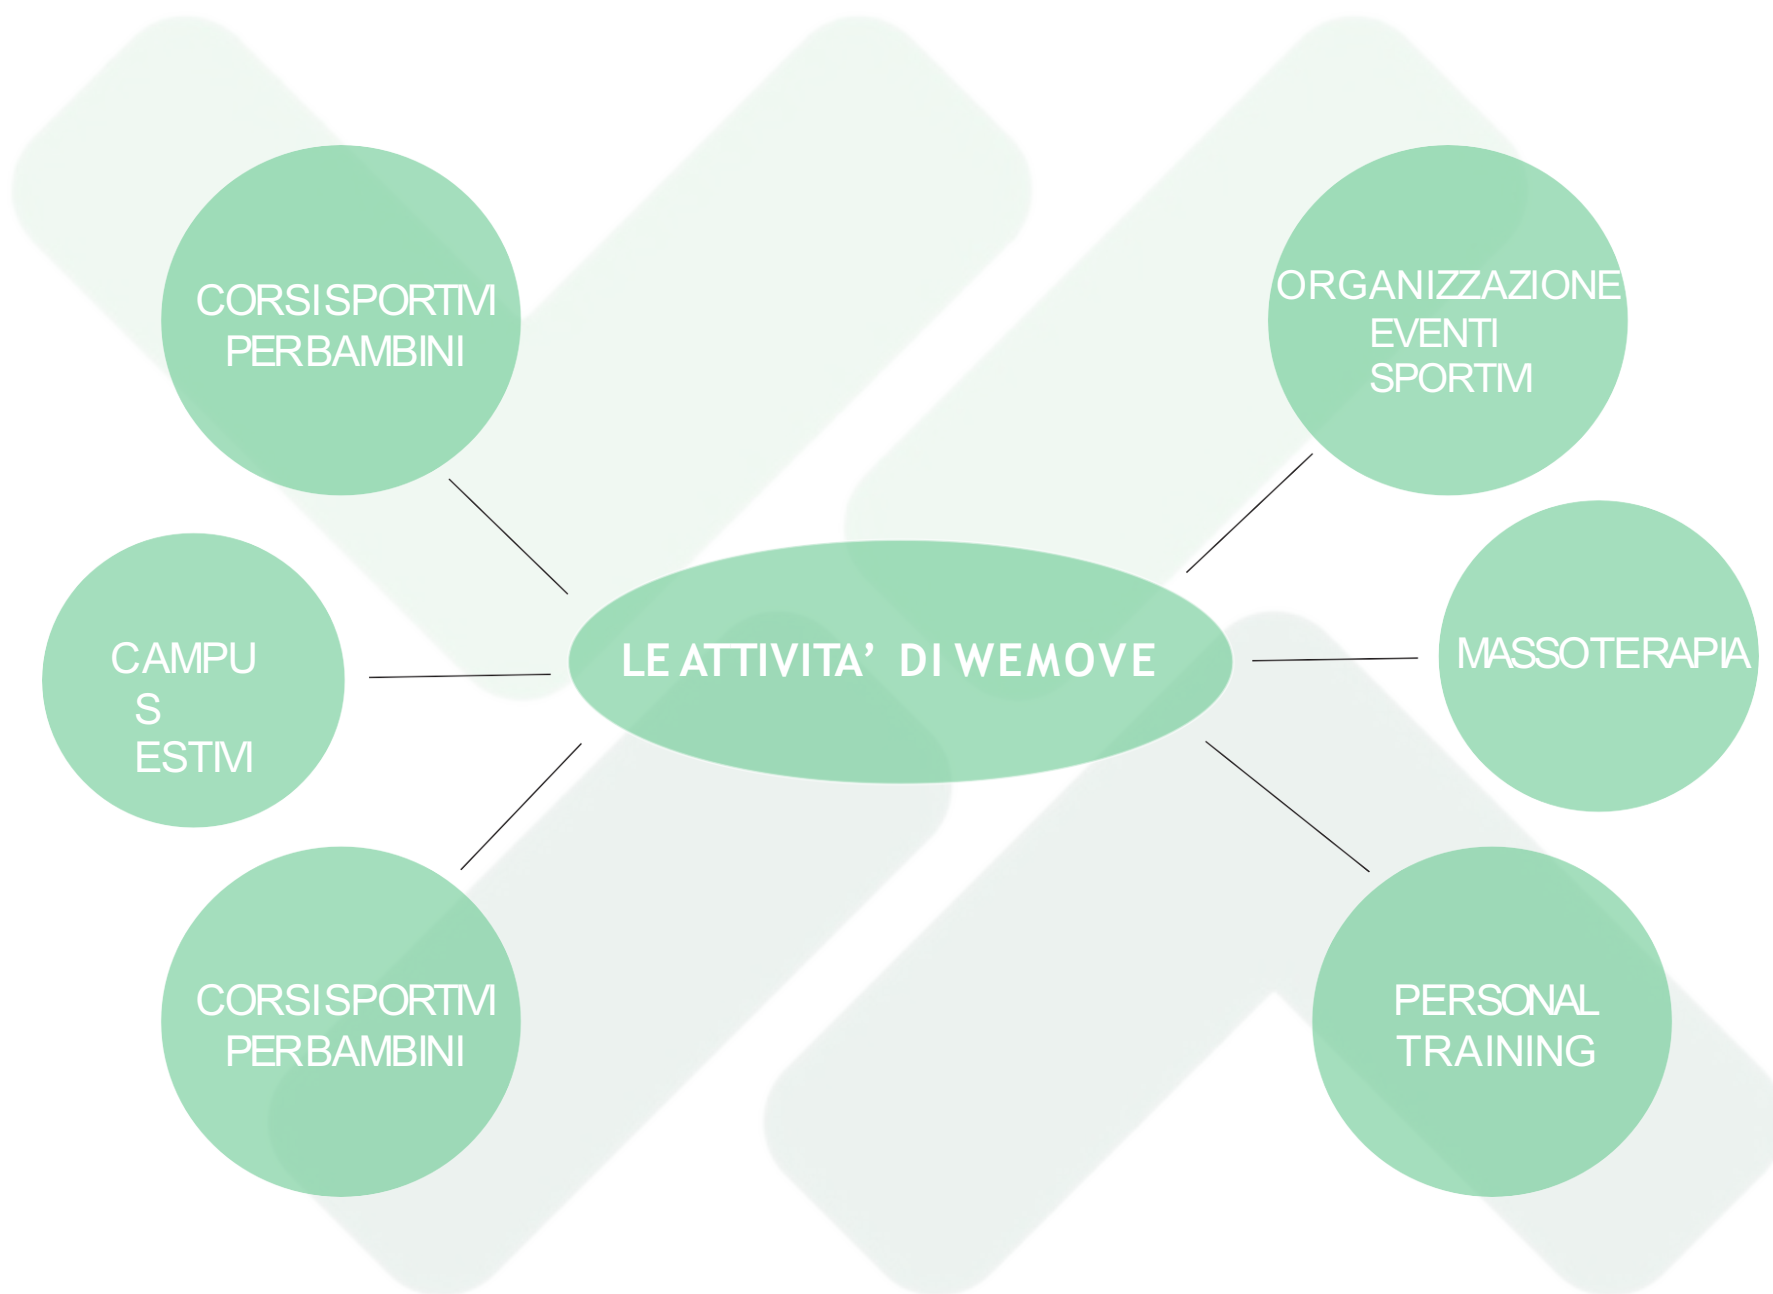 CORSI SPORTIVI
PER BAMBINI
ORGANIZZAZIONE
EVENTI
SPORTIVI
CAMPU
S
ESTIVI
LE ATTIVITA’ DI WEMOVE
MASSOTERAPIA
CORSI SPORTIVI
PER BAMBINI
PERSONAL
TRAINING